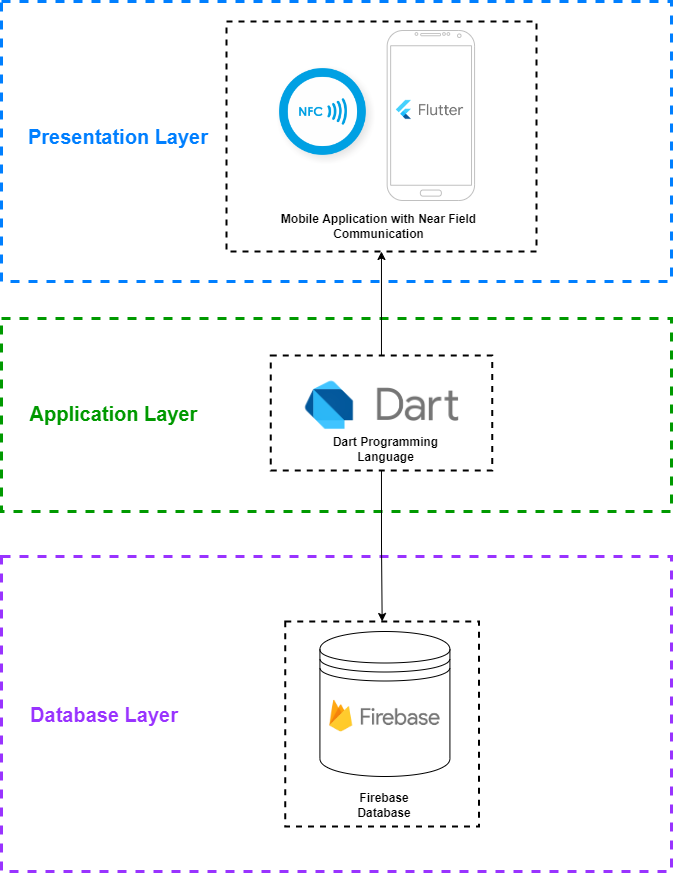 NFC
Flutter
Presentation Layer
Mobile Application with Near Field
Communication
Dart
Application Layer
Dart Programming
Language
Database Layer
Firebase
Firebase
Database